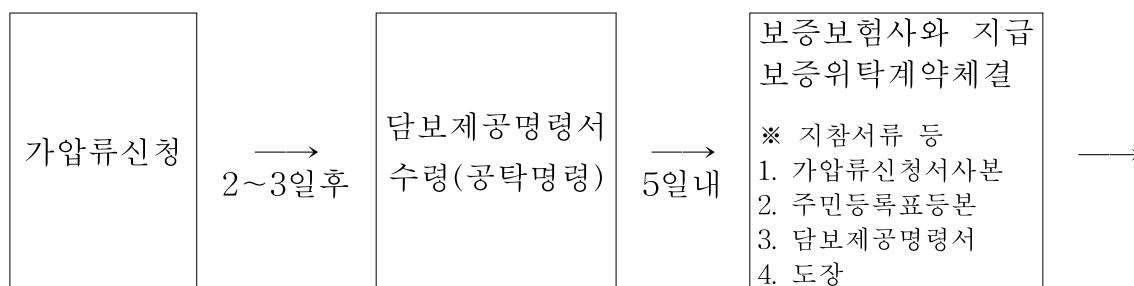 가압류신청
──→
2~3일후
담보제공명령서
수령(공탁명령)
──→
5일내
보증보험사와 지급
보증위탁계약체결
※ 지참서류 등
1. 가압류신청서사본
2. 주민등록표등본
3. 담보제공명령서
4. 도장
──→